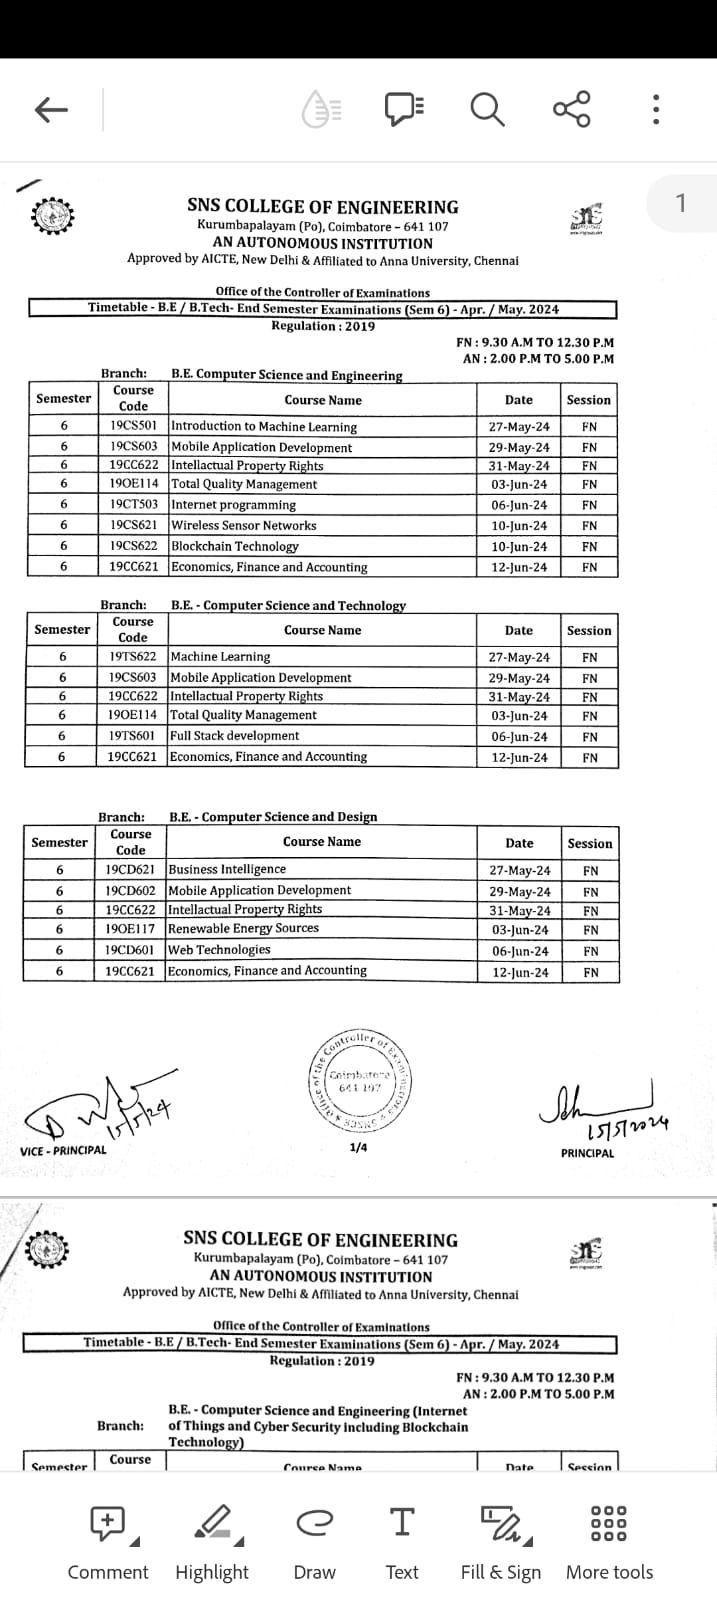 1
SNS COLLEGE OF ENGINEERING
Kurumbapalayam (Po), Coimbatore – 641 107
AN AUTONOMOUS INSTITUTION
Approved by AICTE, New Delhi & Affiliated to Anna University, Chennai
Office of the Controller of Examinations
Timetable - B.E / B.Tech- End Semester Examinations (Sem 6) - Apr. / May. 2024
Regulation : 2019
FN : 9.30 A.M TO 12.30 P.M
AN : 2.00 P.M TO 5.00 P.M
Branch: B.E. Computer Science and Engineering
Semester Course Code Course Name Date Session
6 19CS501 Introduction to Machine Learning 27-May-24 FN
6 19CS603 Mobile Application Development 29-May-24 FN
6 19CC622 Intellactual Property Rights 31-May-24 FN
6 19OE114 Total Quality Management 03-Jun-24 FN
6 19CT503 Internet programming 06-Jun-24 FN
6 19CS621 Wireless Sensor Networks 10-Jun-24 FN
6 19CS622 Blockchain Technology 10-Jun-24 FN
6 19CC621 Economics, Finance and Accounting 12-Jun-24 FN
Branch: B.E. - Computer Science and Technology
Semester Course Code Course Name Date Session
6 19TS622 Machine Learning 27-May-24 FN
6 19CS603 Mobile Application Development 29-May-24 FN
6 19CC622 Intellactual Property Rights 31-May-24 FN
6 19OE114 Total Quality Management 03-Jun-24 FN
6 19TS601 Full Stack development 06-Jun-24 FN
6 19CC621 Economics, Finance and Accounting 12-Jun-24 FN
Branch: B.E. - Computer Science and Design
Semester Course Code Course Name Date Session
6 19CD621 Business Intelligence 27-May-24 FN
6 19CD602 Mobile Application Development 29-May-24 FN
6 19CC622 Intellactual Property Rights 31-May-24 FN
6 19OE117 Renewable Energy Sources 03-Jun-24 FN
6 19CD601 Web Technologies 06-Jun-24 FN
6 19CC621 Economics, Finance and Accounting 12-Jun-24 FN
Office of the Controller of Examinations
SNSCE
Coimbatore
641 107
15/5/24
15/5/2024
VICE - PRINCIPAL
1/4
PRINCIPAL
SNS COLLEGE OF ENGINEERING
Kurumbapalayam (Po), Coimbatore – 641 107
AN AUTONOMOUS INSTITUTION
Approved by AICTE, New Delhi & Affiliated to Anna University, Chennai
Office of the Controller of Examinations
Timetable - B.E / B.Tech- End Semester Examinations (Sem 6) - Apr. / May. 2024
Regulation : 2019
FN : 9.30 A.M TO 12.30 P.M
AN : 2.00 P.M TO 5.00 P.M
Branch: B.E. - Computer Science and Engineering (Internet
of Things and Cyber Security including Blockchain
Technology)
Semester Course Course Name Date Session
Comment Highlight Draw Text Fill & Sign More tools